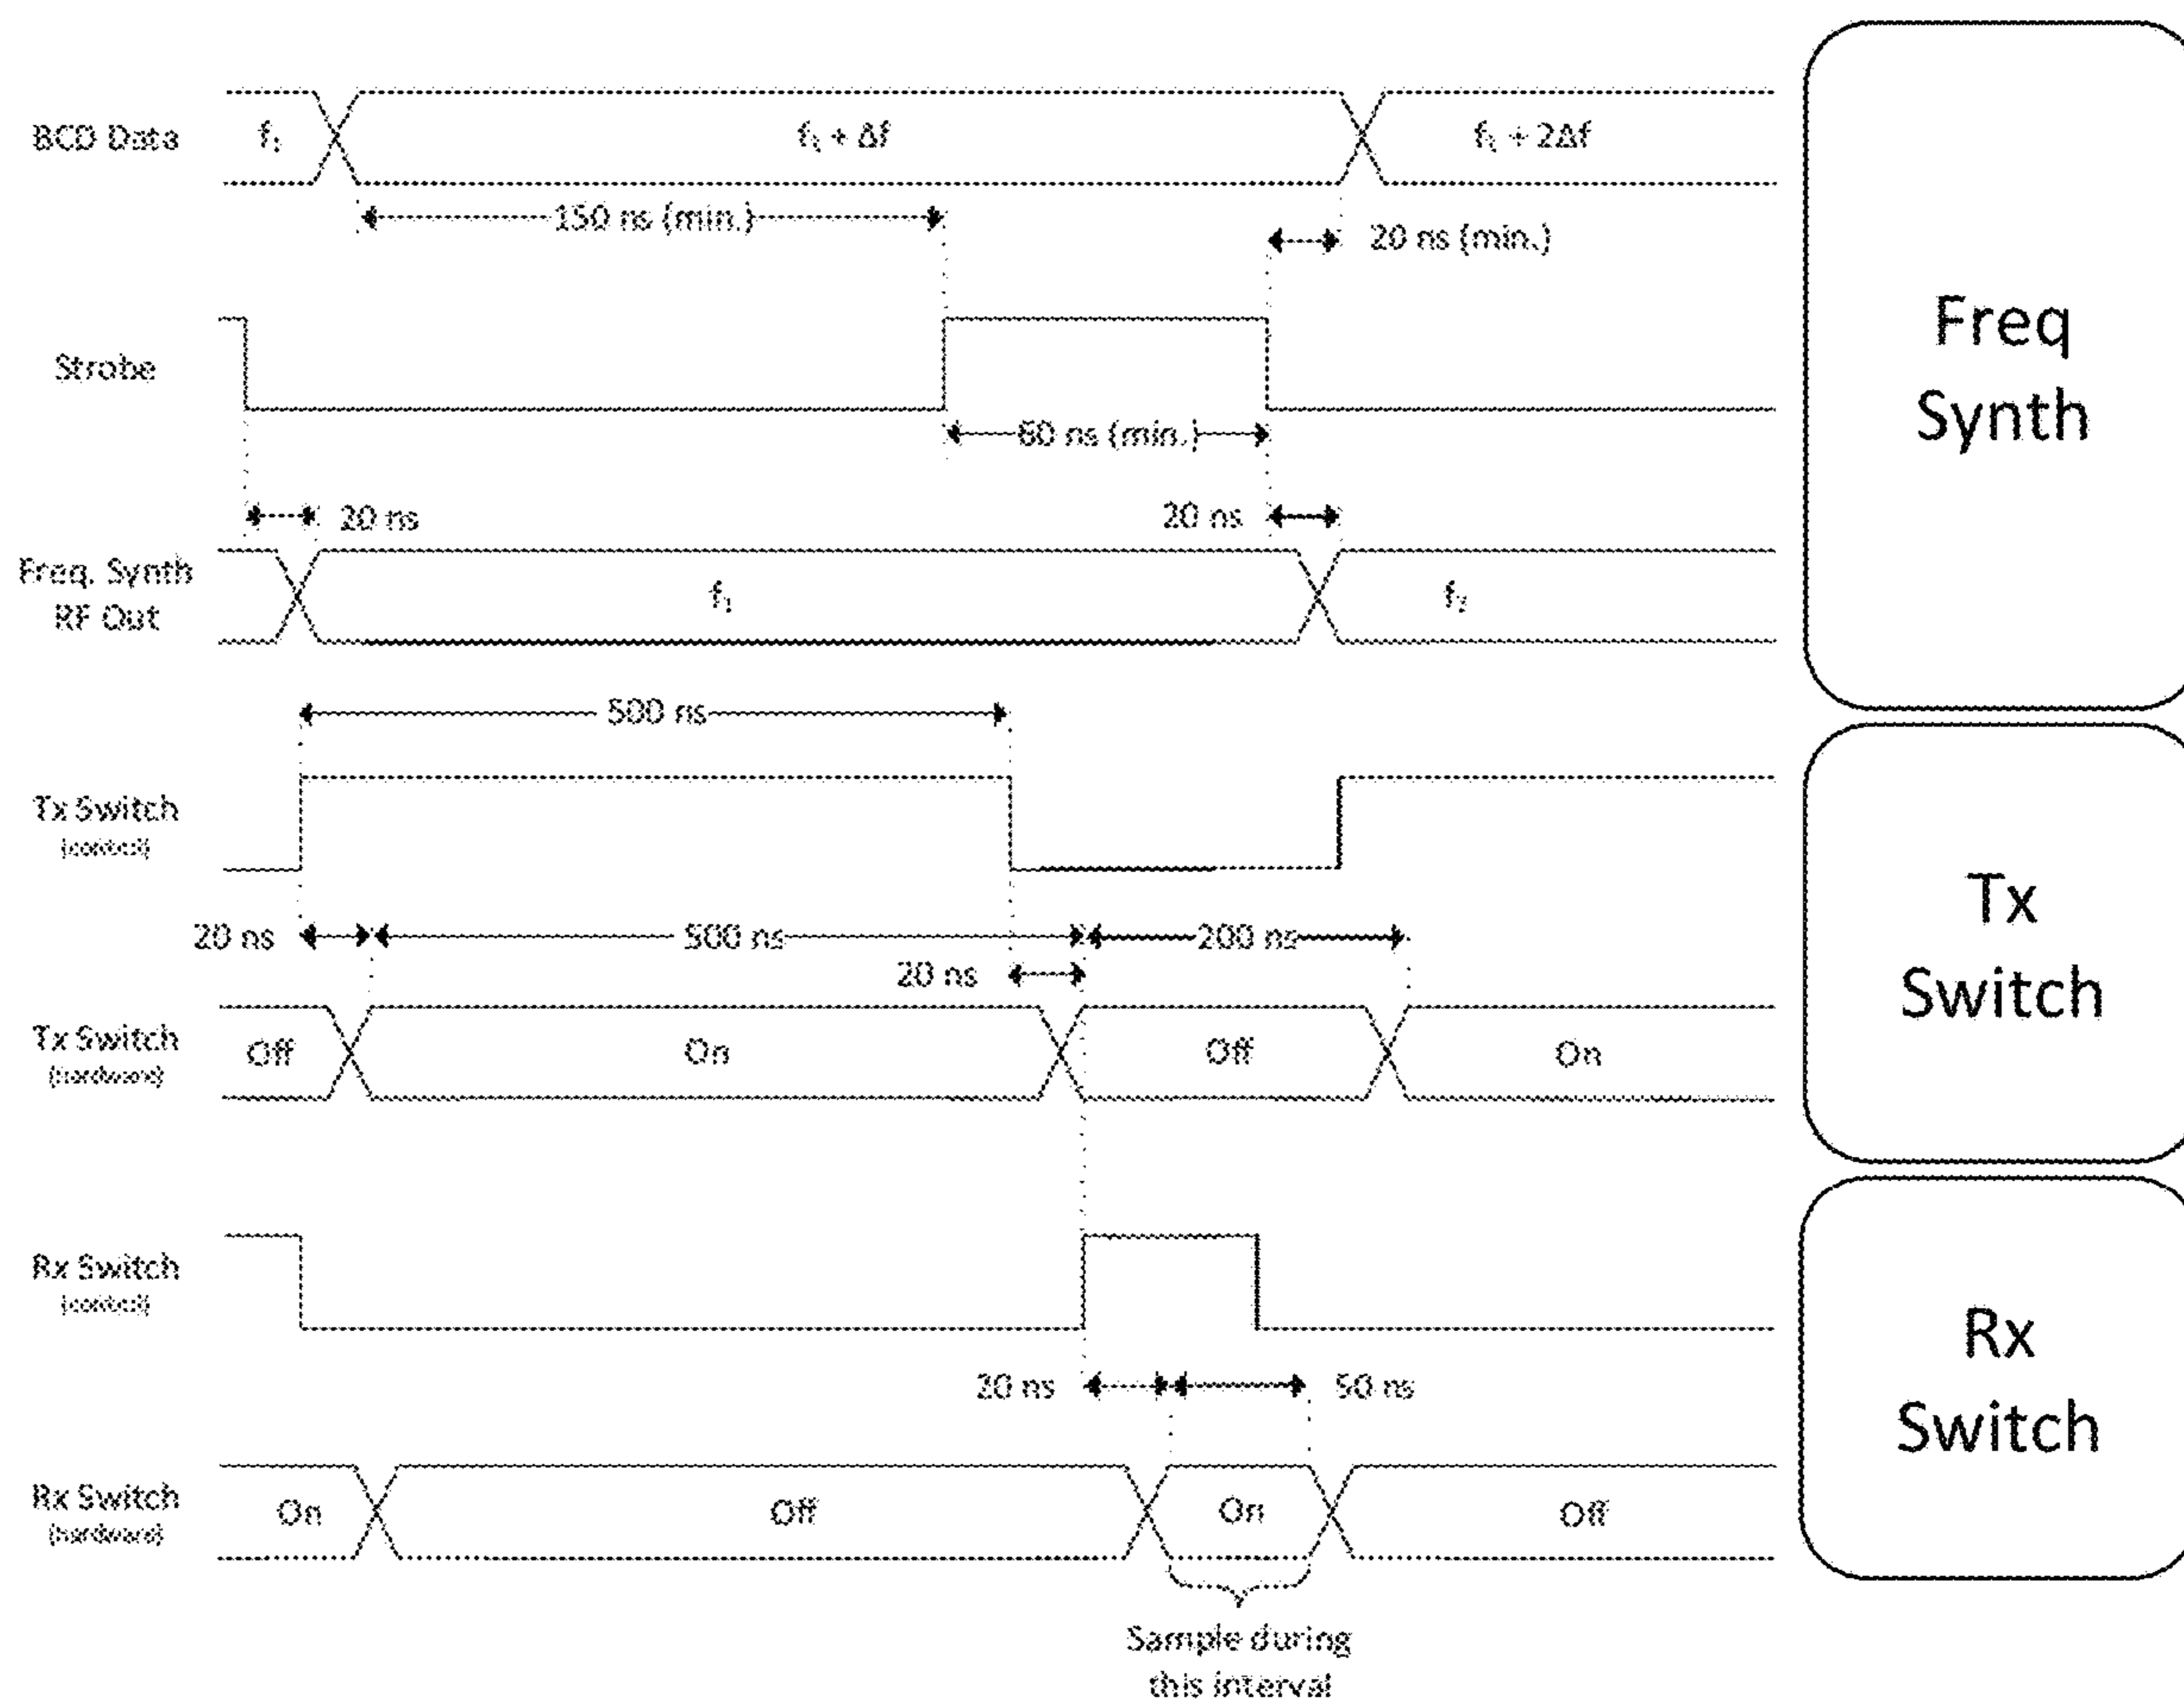 BCD Data
f₁
f₁ + Δf
f₁ + 2Δf
150 ns (min.)
20 ns (min.)
Strobe
60 ns (min.)
20 ns
20 ns
Freq. Synth
RF Out
f₁
f₂
Freq
Synth
500 ns
Tx Switch
(control)
20 ns
500 ns
200 ns
20 ns
Tx Switch
(hardware)
Off
On
Off
On
Tx
Switch
Rx Switch
(control)
20 ns
50 ns
Rx Switch
(hardware)
On
Off
On
Off
Rx
Switch
Sample during
this interval